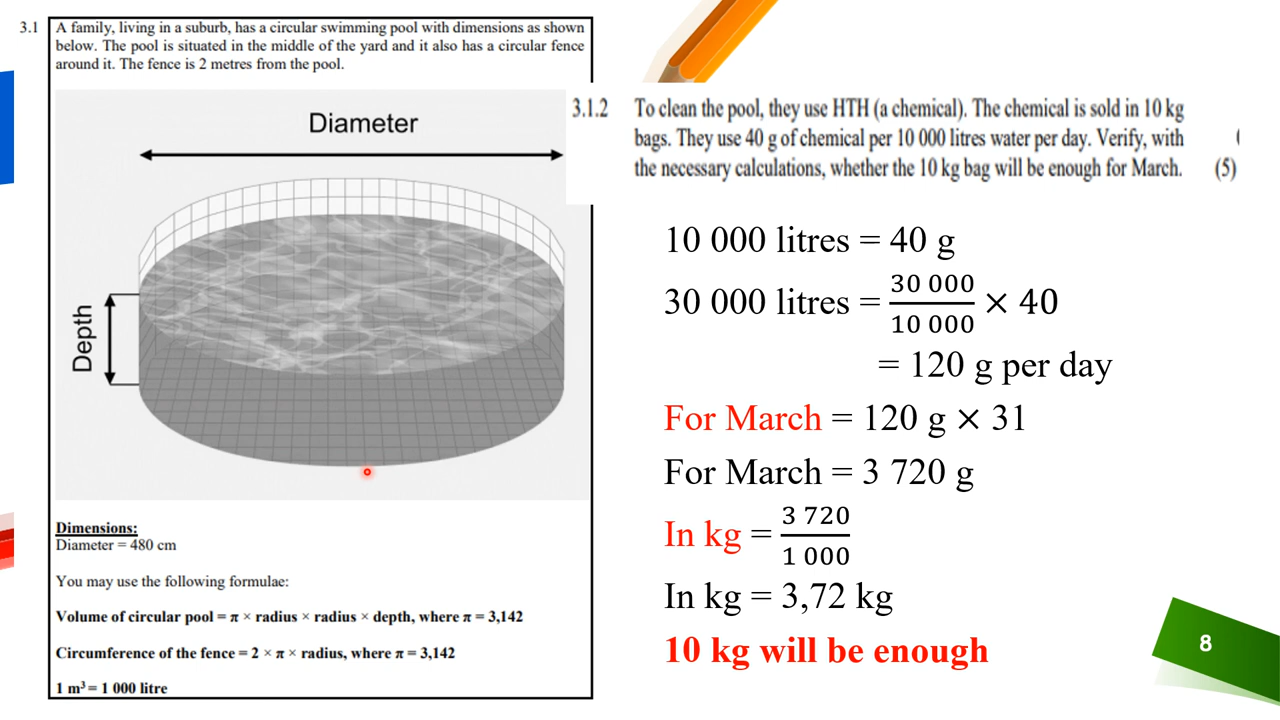 3.1 A family, living in a suburb, has a circular swimming pool with dimensions as shown
below. The pool is situated in the middle of the yard and it also has a circular fence
around it. The fence is 2 metres from the pool.
Diameter
Depth
Dimensions:
Diameter = 480 cm
You may use the following formulae:
Volume of circular pool = π × radius × radius × depth, where π = 3,142
Circumference of the fence = 2 × π × radius, where π = 3,142
1 m³ = 1 000 litre
3.1.2 To clean the pool, they use HTH (a chemical). The chemical is sold in 10 kg
bags. They use 40 g of chemical per 10 000 litres water per day. Verify, with
the necessary calculations, whether the 10 kg bag will be enough for March. (5)
10 000 litres = 40 g
30 000 litres = 30 000/10 000 × 40
= 120 g per day
For March = 120 g × 31
For March = 3 720 g
In kg = 3 720/1 000
In kg = 3,72 kg
10 kg will be enough
8